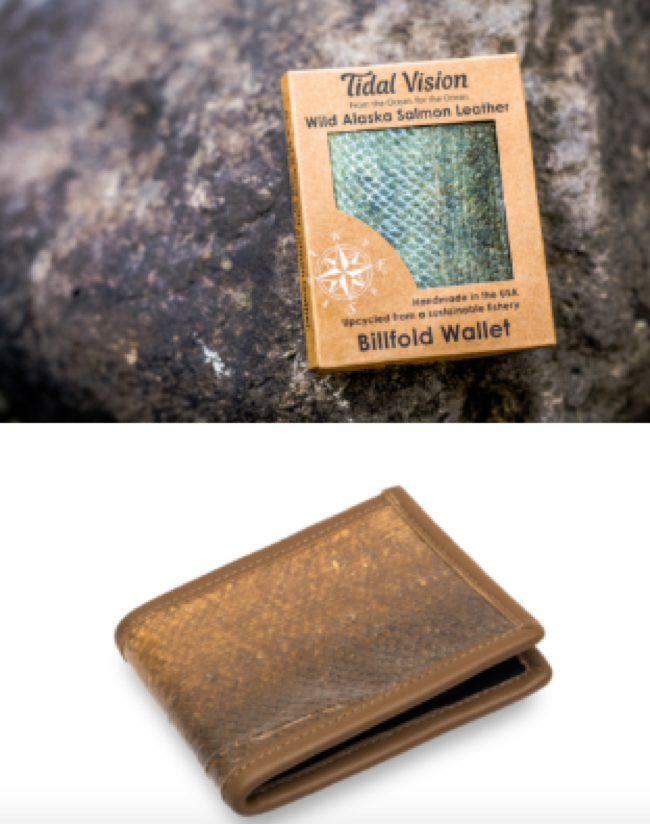 Tidal Vision
From the Ocean, for the Ocean.
Wild Alaska Salmon Leather
Handmade in the USA
Upcycled from a sustainable fishery
Billfold Wallet